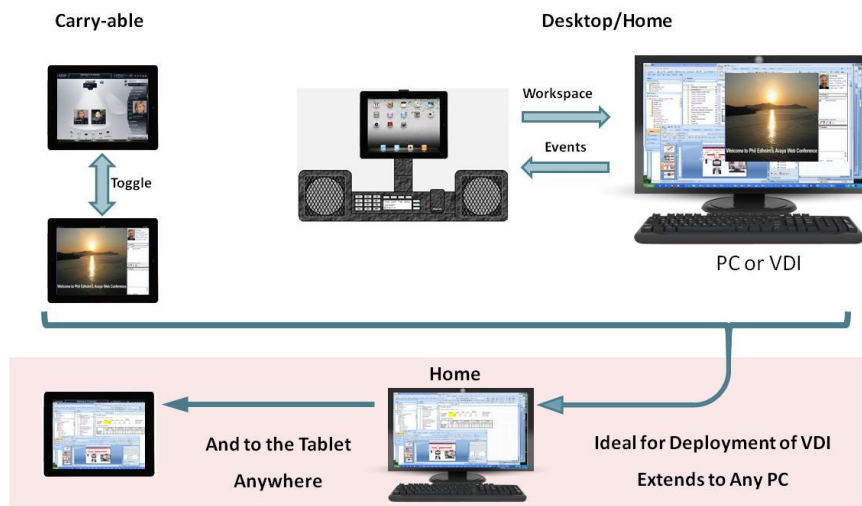 Carry-able
Desktop/Home
Workspace
Events
Toggle
Welcome to Phil Edholm's Avaya Web Conference
Welcome to Phil Edholm's Avaya Web Conference
PC or VDI
Home
And to the Tablet
Anywhere
Ideal for Deployment of VDI
Extends to Any PC